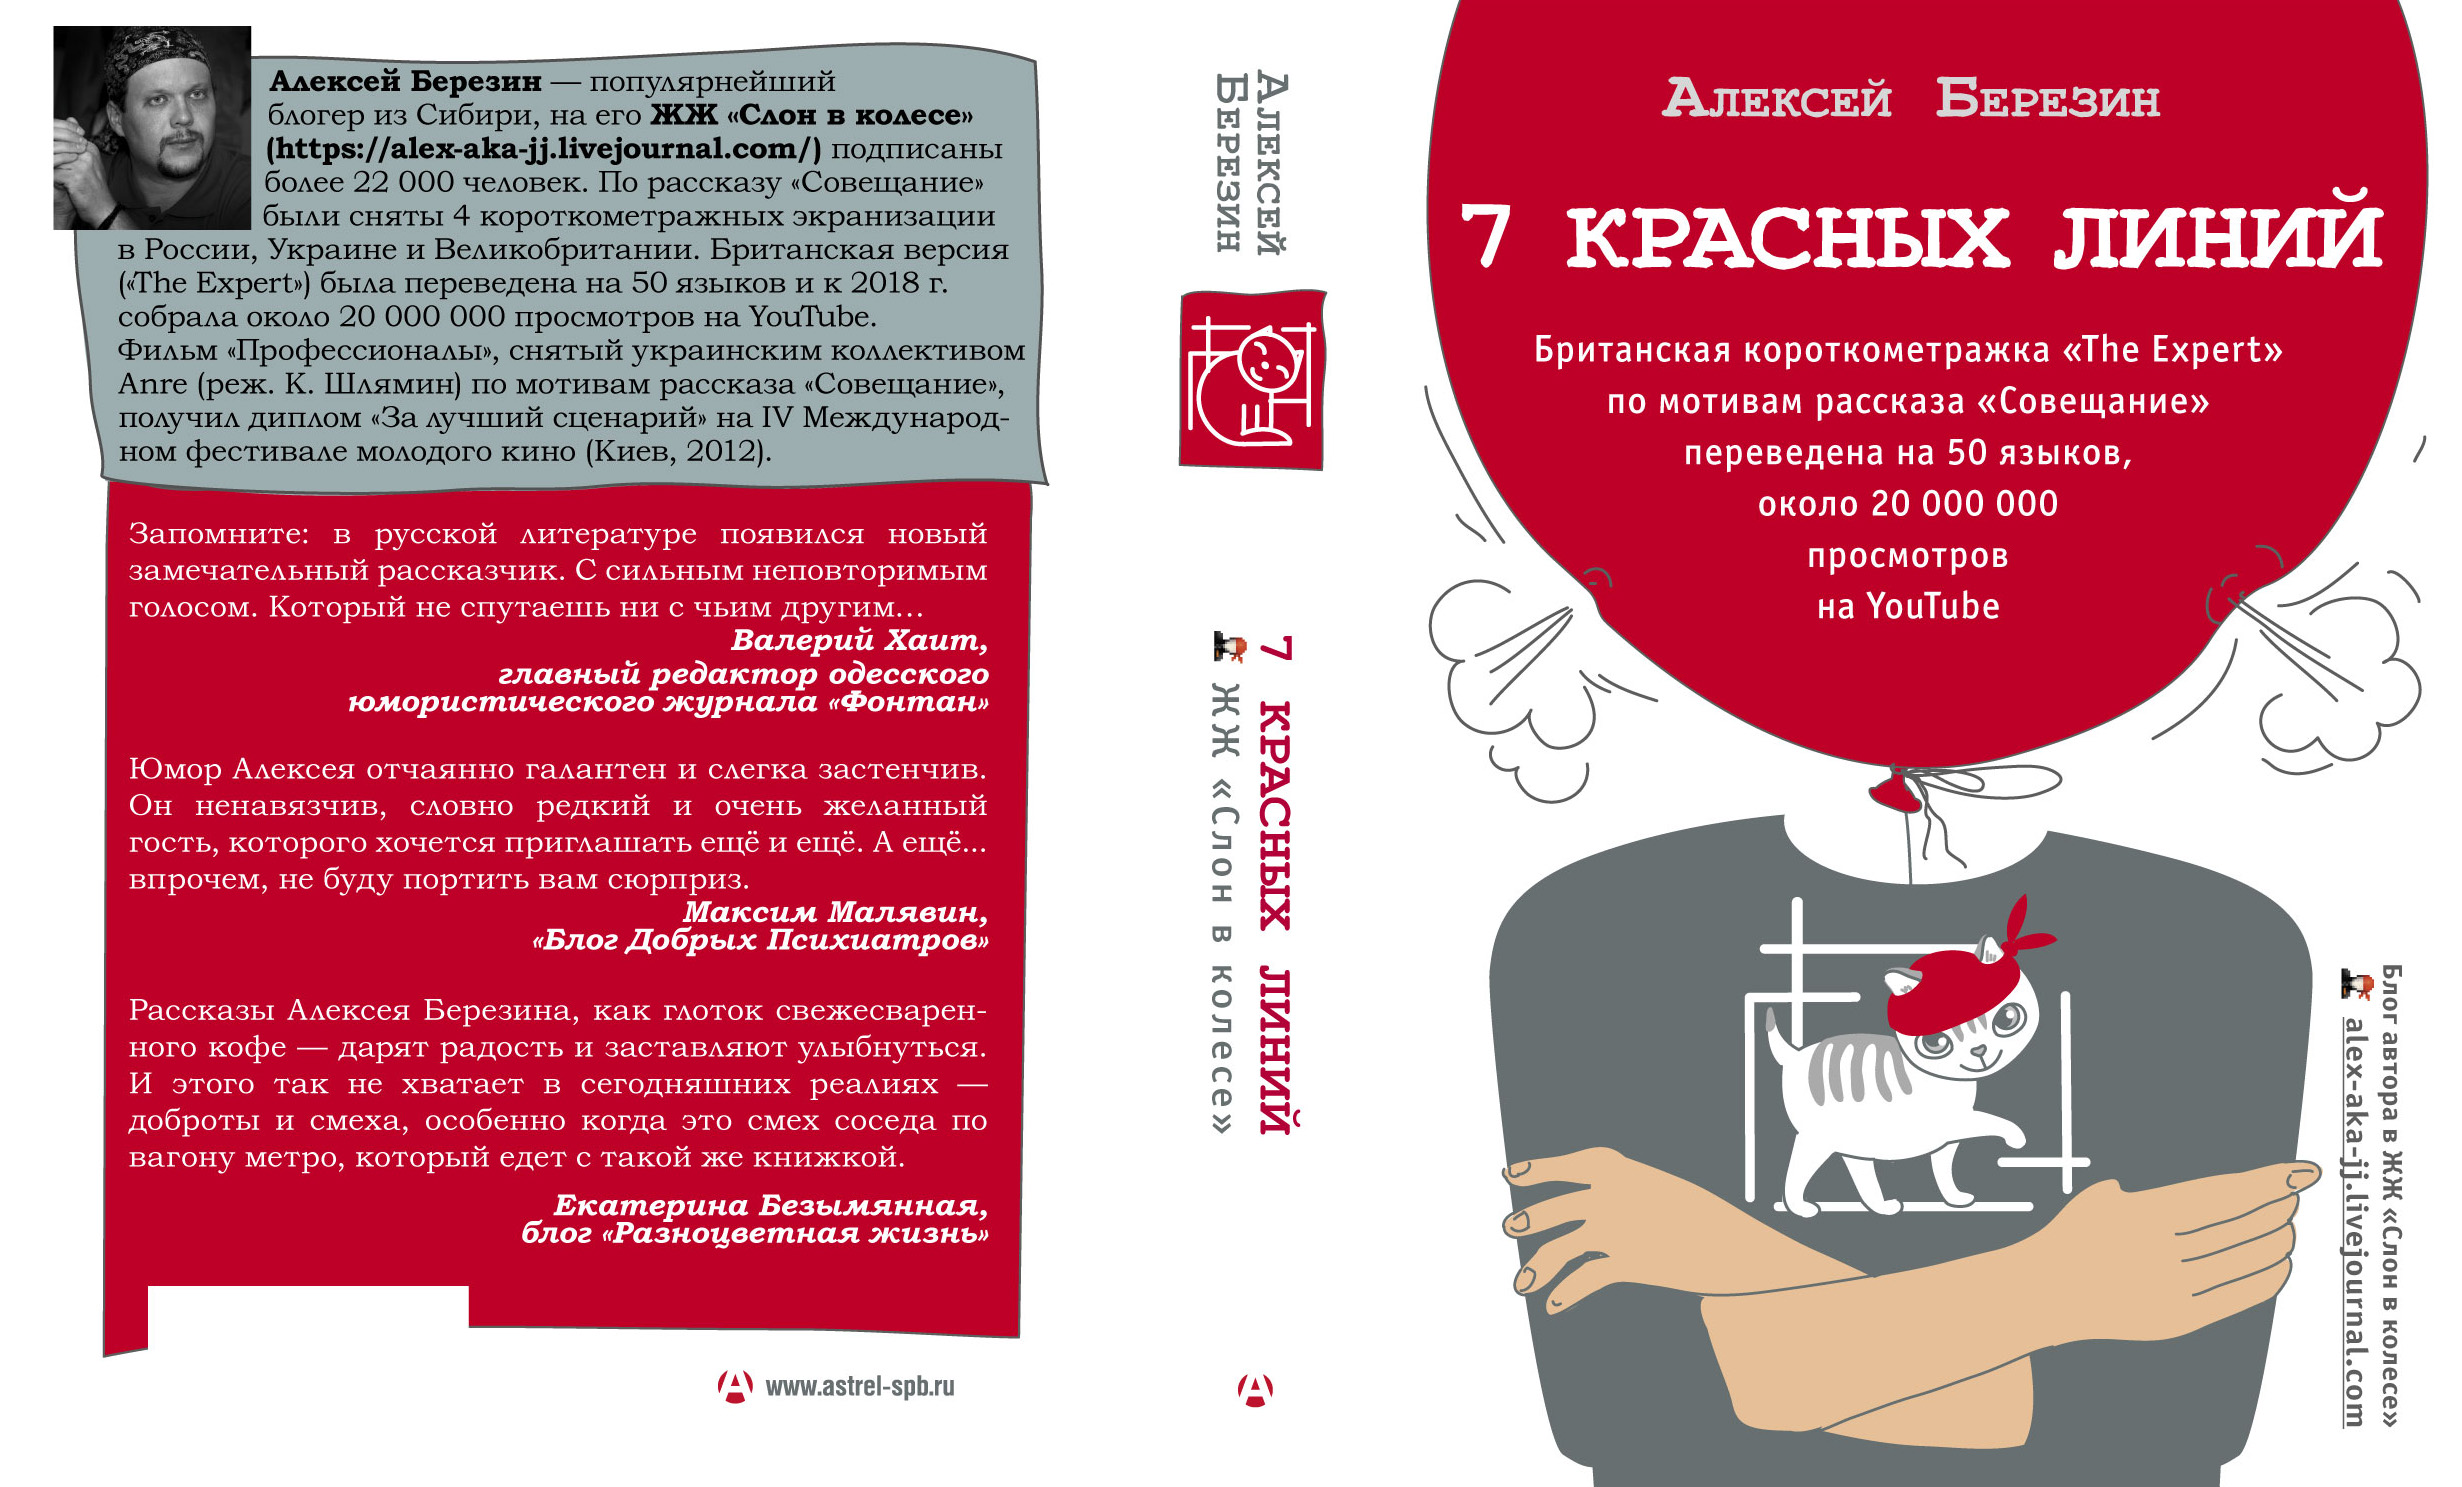 Алексей Березин — популярнейший
блогер из Сибири, на его ЖЖ «Слон в колесе»
(https://alex-aka-jj.livejournal.com/) подписаны
более 22 000 человек. По рассказу «Совещание»
были сняты 4 короткометражных экранизации
в России, Украине и Великобритании. Британская версия
(«The Expert») была переведена на 50 языков и к 2018 г.
собрала около 20 000 000 просмотров на YouTube.
Фильм «Профессионалы», снятый украинским коллективом
Anre (реж. К. Шлямин) по мотивам рассказа «Совещание»,
получил диплом «За лучший сценарий» на IV Международ-
ном фестивале молодого кино (Киев, 2012).
Запомните: в русской литературе появился новый
замечательный рассказчик. С сильным неповторимым
голосом. Который не спутаешь ни с чьим другим...
Валерий Хаит,
главный редактор одесского
юмористического журнала «Фонтан»
Юмор Алексея отчаянно галантен и слегка застенчив.
Он ненавязчив, словно редкий и очень желанный
гость, которого хочется приглашать ещё и ещё. А ещё...
впрочем, не буду портить вам сюрприз.
Максим Малявин,
«Блог Добрых Психиатров»
Рассказы Алексея Березина, как глоток свежесварен-
ного кофе — дарят радость и заставляют улыбнуться.
И этого так не хватает в сегодняшних реалиях —
доброты и смеха, особенно когда это смех соседа по
вагону метро, который едет с такой же книжкой.
Екатерина Безымянная,
блог «Разноцветная жизнь»
www.astrel-spb.ru
Алексей
Березин
7 КРАСНЫХ ЛИНИЙ
ЖЖ «Слон в колесе»
Алексей Березин
7 КРАСНЫХ ЛИНИЙ
Британская короткометражка «The Expert»
по мотивам рассказа «Совещание»
переведена на 50 языков,
около 20 000 000
просмотров
на YouTube
Блог автора в ЖЖ «Слон в колесе»
alex-aka-jj.livejournal.com